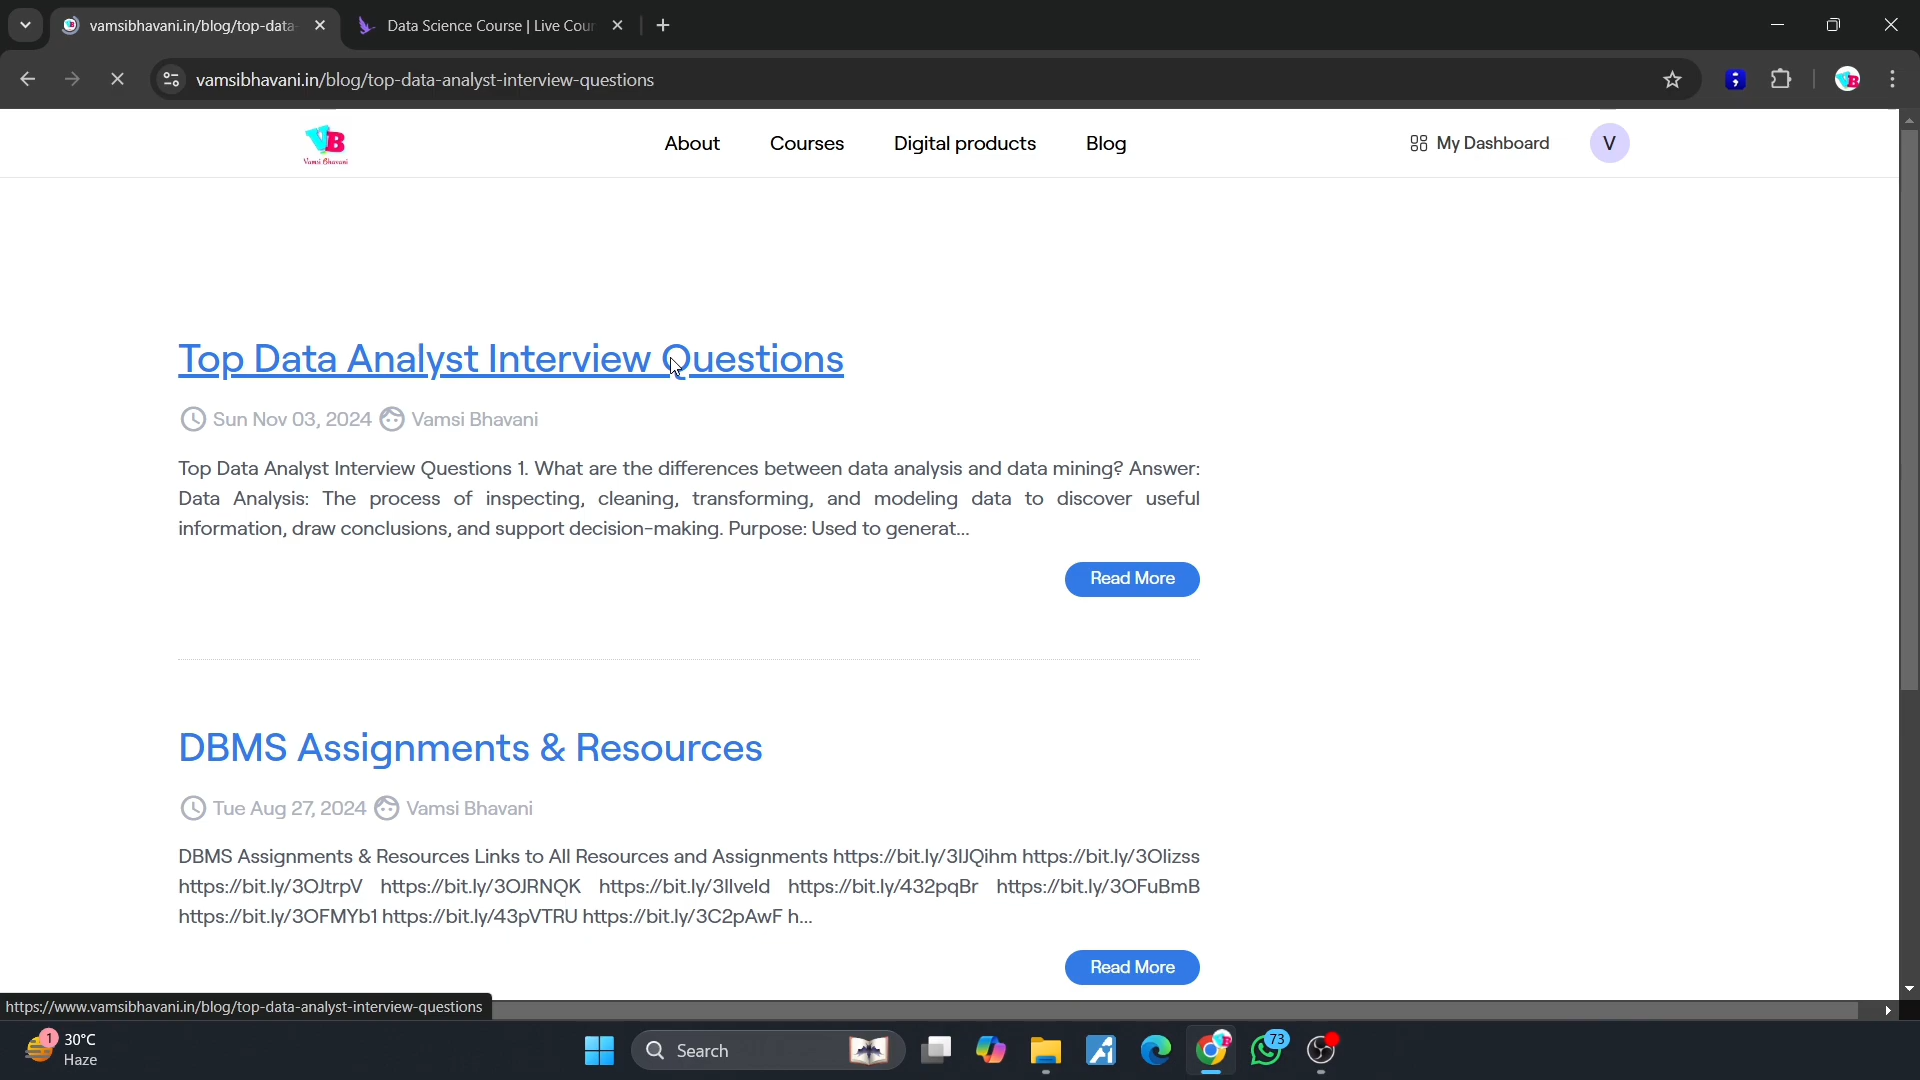 vamsibhavani.in/blog/top-data-
Data Science Course | Live Cour
vamsibhavani.in/blog/top-data-analyst-interview-questions
VB
Vamsi Bhavani
About
Courses
Digital products
Blog
My Dashboard
V
Top Data Analyst Interview Questions
Sun Nov 03, 2024 Vamsi Bhavani
Top Data Analyst Interview Questions 1. What are the differences between data analysis and data mining? Answer:
Data Analysis: The process of inspecting, cleaning, transforming, and modeling data to discover useful
information, draw conclusions, and support decision-making. Purpose: Used to generat...
Read More
DBMS Assignments & Resources
Tue Aug 27, 2024 Vamsi Bhavani
DBMS Assignments & Resources Links to All Resources and Assignments https://bit.ly/3IJQihm https://bit.ly/3Olizss
https://bit.ly/3OJtrpV https://bit.ly/3OJRNQK https://bit.ly/3Ilveld https://bit.ly/432pqBr https://bit.ly/3OFuBmB
https://bit.ly/3OFMYb1 https://bit.ly/43pVTRU https://bit.ly/3C2pAwF h...
Read More
https://www.vamsibhavani.in/blog/top-data-analyst-interview-questions
1
30°C
Haze
Search
73